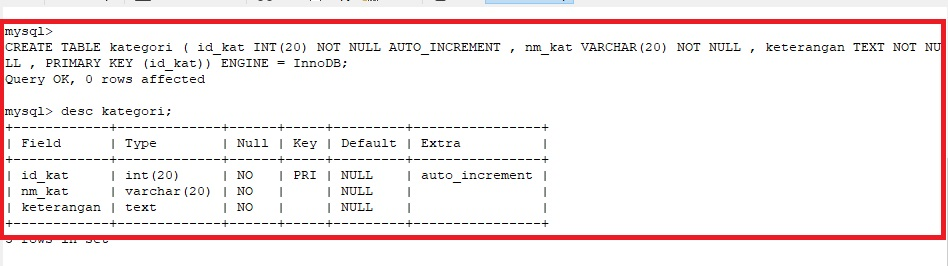 mysql>
CREATE TABLE kategori ( id_kat INT(20) NOT NULL AUTO_INCREMENT , nm_kat VARCHAR(20) NOT NULL , keterangan TEXT NOT NU
LL , PRIMARY KEY (id_kat)) ENGINE = InnoDB;
Query OK, 0 rows affected
mysql> desc kategori;
+------------+-------------+------+-----+---------+----------------+
| Field      | Type        | Null | Key | Default | Extra          |
+------------+-------------+------+-----+---------+----------------+
| id_kat     | int(20)     | NO   | PRI | NULL    | auto_increment |
| nm_kat     | varchar(20) | NO   |     | NULL    |                |
| keterangan | text        | NO   |     | NULL    |                |
+------------+-------------+------+-----+---------+----------------+
3 rows in set